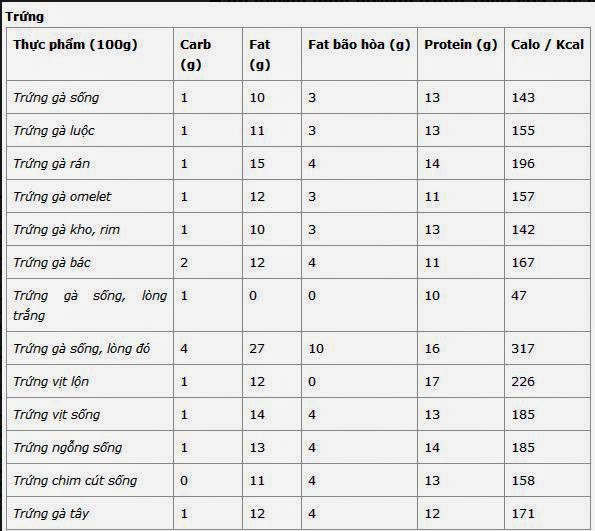 Trứng
Thực phẩm (100g) Carb (g) Fat (g) Fat bão hòa (g) Protein (g) Calo / Kcal
Trứng gà sống 1 10 3 13 143
Trứng gà luộc 1 11 3 13 155
Trứng gà rán 1 15 4 14 196
Trứng gà omelet 1 12 3 11 157
Trứng gà kho, rim 1 10 3 13 142
Trứng gà bác 2 12 4 11 167
Trứng gà sống, lòng trắng 1 0 0 10 47
Trứng gà sống, lòng đỏ 4 27 10 16 317
Trứng vịt lộn 1 12 0 17 226
Trứng vịt sống 1 14 4 13 185
Trứng ngỗng sống 1 13 4 14 185
Trứng chim cút sống 0 11 4 13 158
Trứng gà tây 1 12 4 12 171